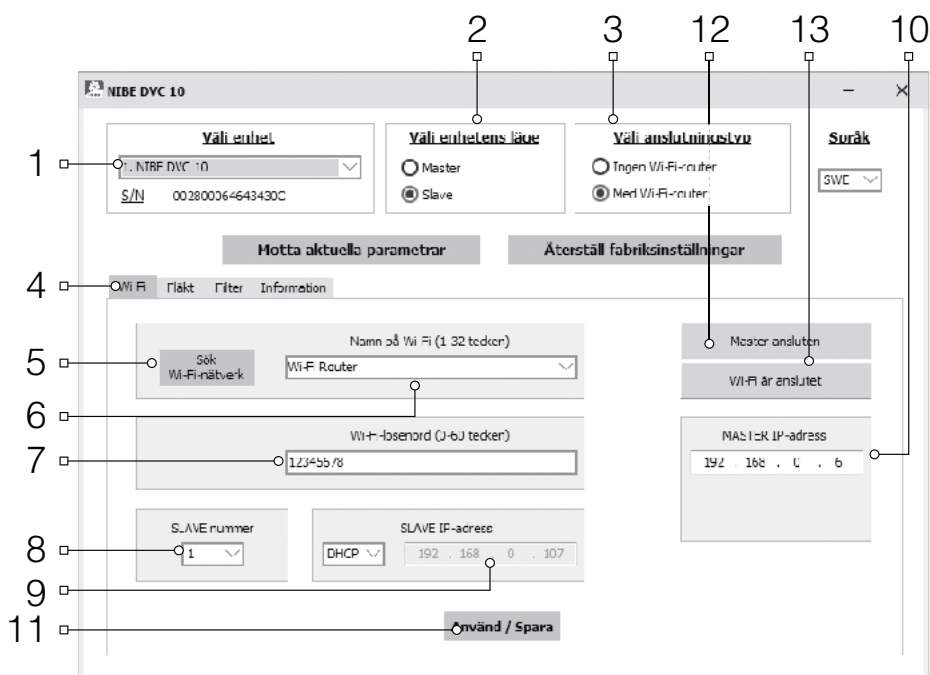 2 3 12 13 10
NIBE DVC 10
1
Välj enhet
1. NIBE DVC 10
S/N 002800064643430C
Välj enhetens läge
Master
Slave
Välj anslutningstyp
Ingen Wi-Fi-router
Med Wi-Fi-router
Språk
SWE
Motta aktuella parametrar
Återställ fabriksinställningar
4
Wi Fi Fläkt Filter Information
5
Sök
Wi-Fi-nätverk
Namn på Wi Fi (1 32 tecken)
Wi-Fi Router
6
Master ansluten
Wi-Fi är anslutet
7
Wi-Fi-lösenord (0-60 tecken)
12345678
MASTER IP-adress
192 . 168 . 0 . 6
8
SLAVE nummer
1
SLAVE IP-adress
DHCP
192 . 168 . 0 . 107
9
11
Använd / Spara